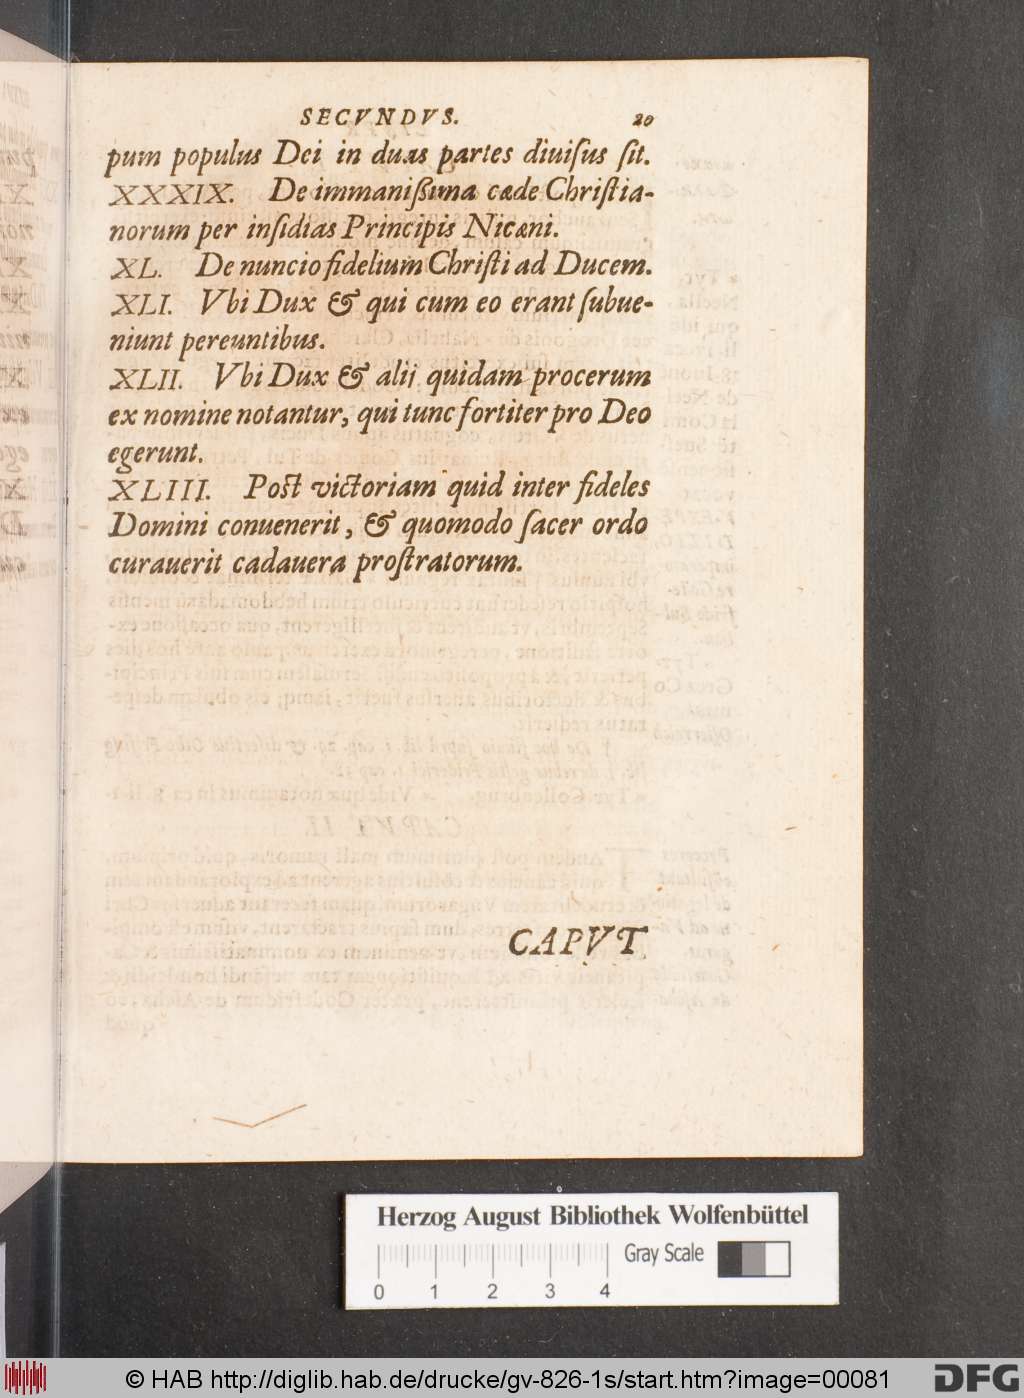 SECVNDVS. 20
pum populus Dei in duas partes diuiſus ſit.
XXXIX. De immanißima cæde Chriſtia-
norum per inſidias Principis Nicæni.
XL. De nuncio fidelium Chriſti ad Ducem.
XLI. Vbi Dux & qui cum eo erant ſubue-
niunt pereuntibus.
XLII. Vbi Dux & alii quidam procerum
ex nomine notantur, qui tunc fortiter pro Deo
egerunt.
XLIII. Poſt victoriam quid inter fideles
Domini conuenerit, & quomodo ſacer ordo
curauerit cadauera proſtratorum.
CAPVT
Herzog August Bibliothek Wolfenbüttel
Gray Scale
0 1 2 3 4
© HAB http://diglib.hab.de/drucke/gv-826-1s/start.htm?image=00081
DFG